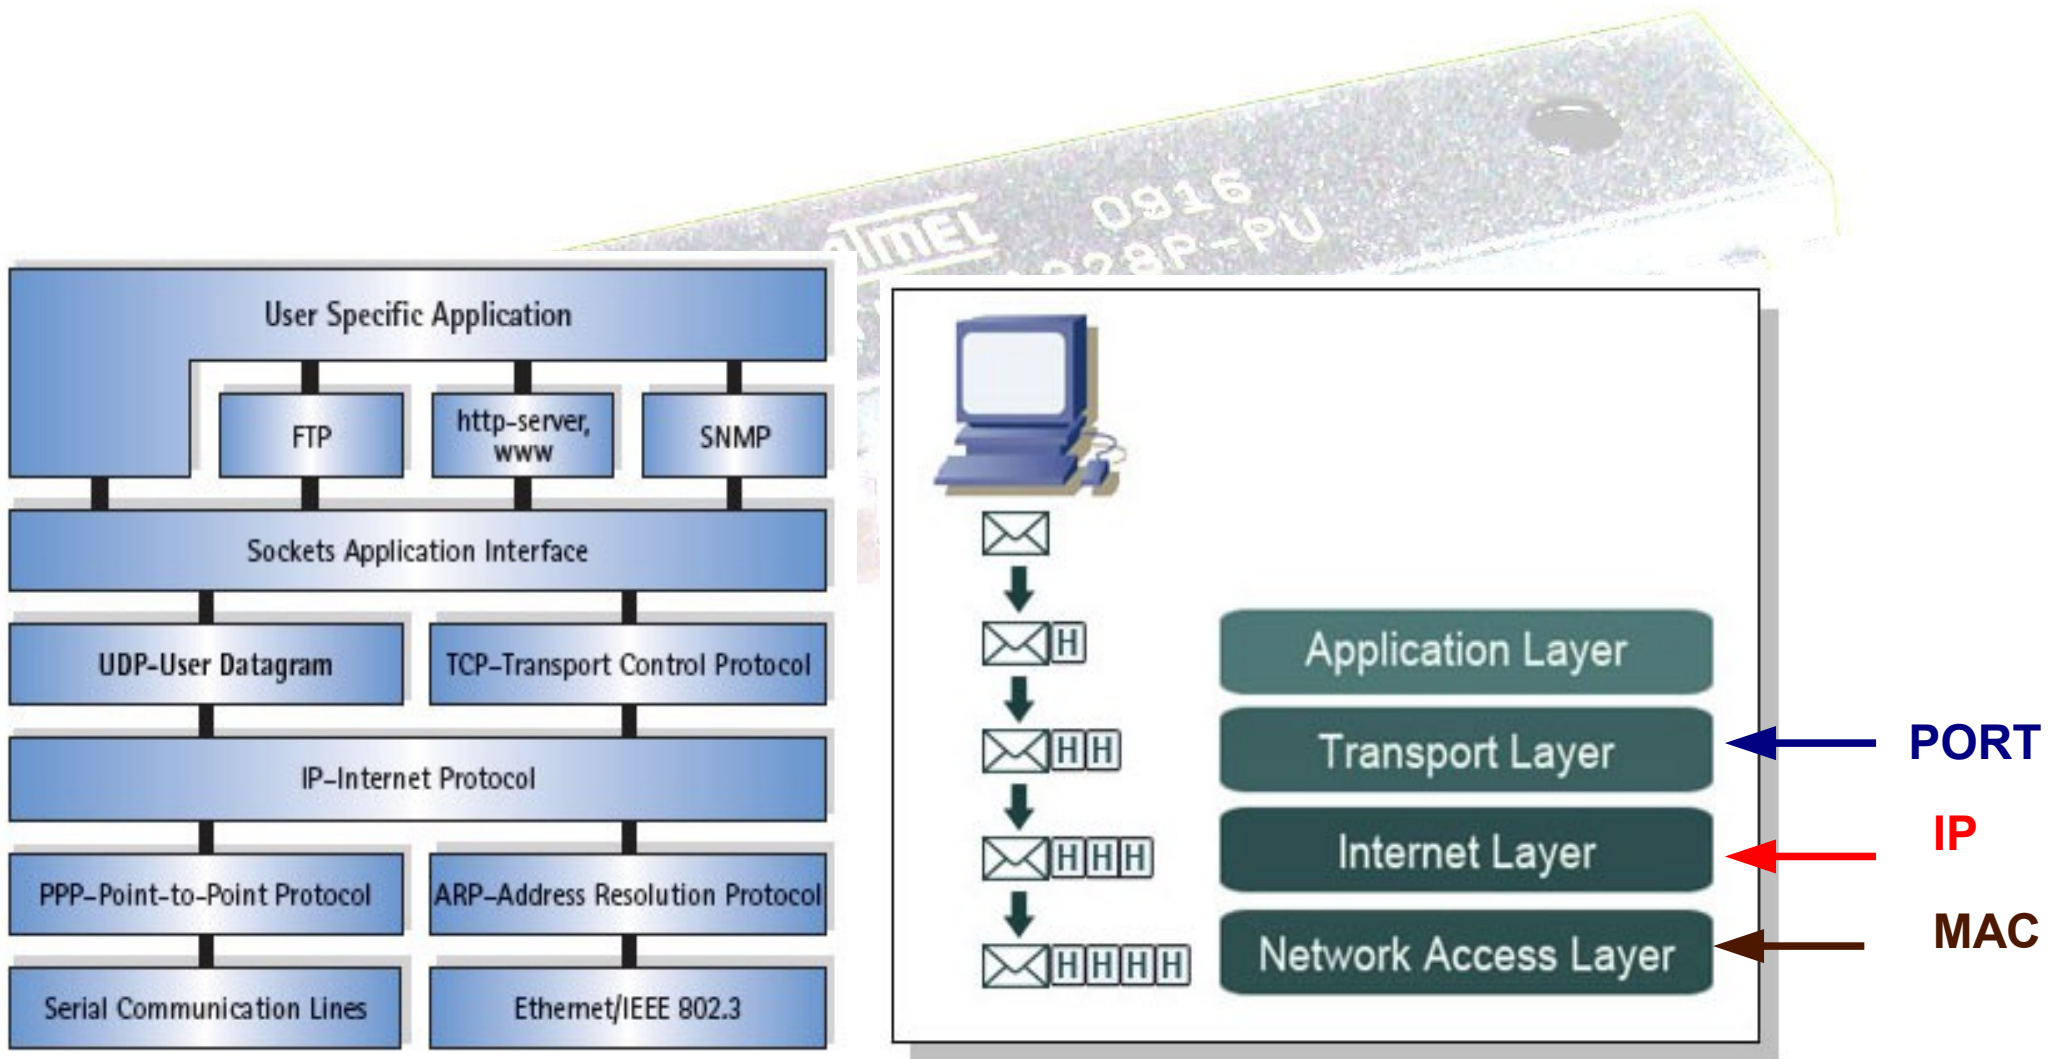 ATMEL 0916
328P-PU
User Specific Application
FTP
http-server,
www
SNMP
Sockets Application Interface
UDP-User Datagram
TCP-Transport Control Protocol
IP-Internet Protocol
PPP-Point-to-Point Protocol
ARP-Address Resolution Protocol
Serial Communication Lines
Ethernet/IEEE 802.3
H
H H
H H H
H H H H
Application Layer
Transport Layer
Internet Layer
Network Access Layer
PORT
IP
MAC